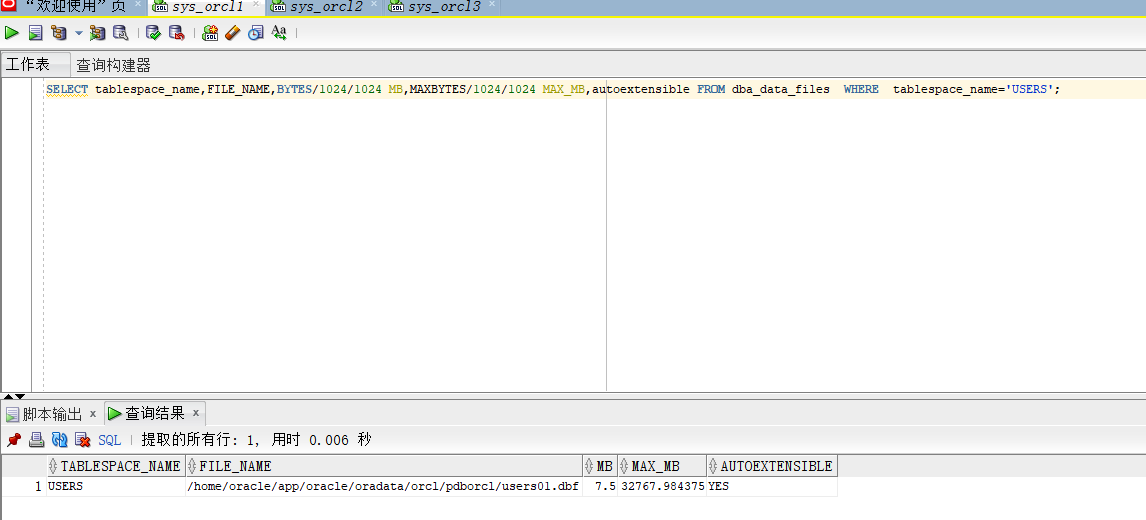 "欢迎使用"页 sys_orcl1 sys_orcl2 sys_orcl3
工作表 查询构建器
SELECT tablespace_name,FILE_NAME,BYTES/1024/1024 MB,MAXBYTES/1024/1024 MAX_MB,autoextensible FROM dba_data_files  WHERE  tablespace_name='USERS';
脚本输出 x 查询结果 x
SQL | 提取的所有行: 1, 用时 0.006 秒
TABLESPACE_NAME FILE_NAME MB MAX_MB AUTOEXTENSIBLE
1 USERS /home/oracle/app/oracle/oradata/orcl/pdborcl/users01.dbf 7.5 32767.984375 YES